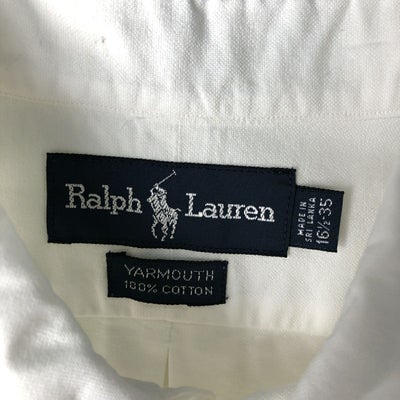 Ralph Lauren
MADE IN
SRI LANKA
16½-35
YARMOUTH
100% COTTON